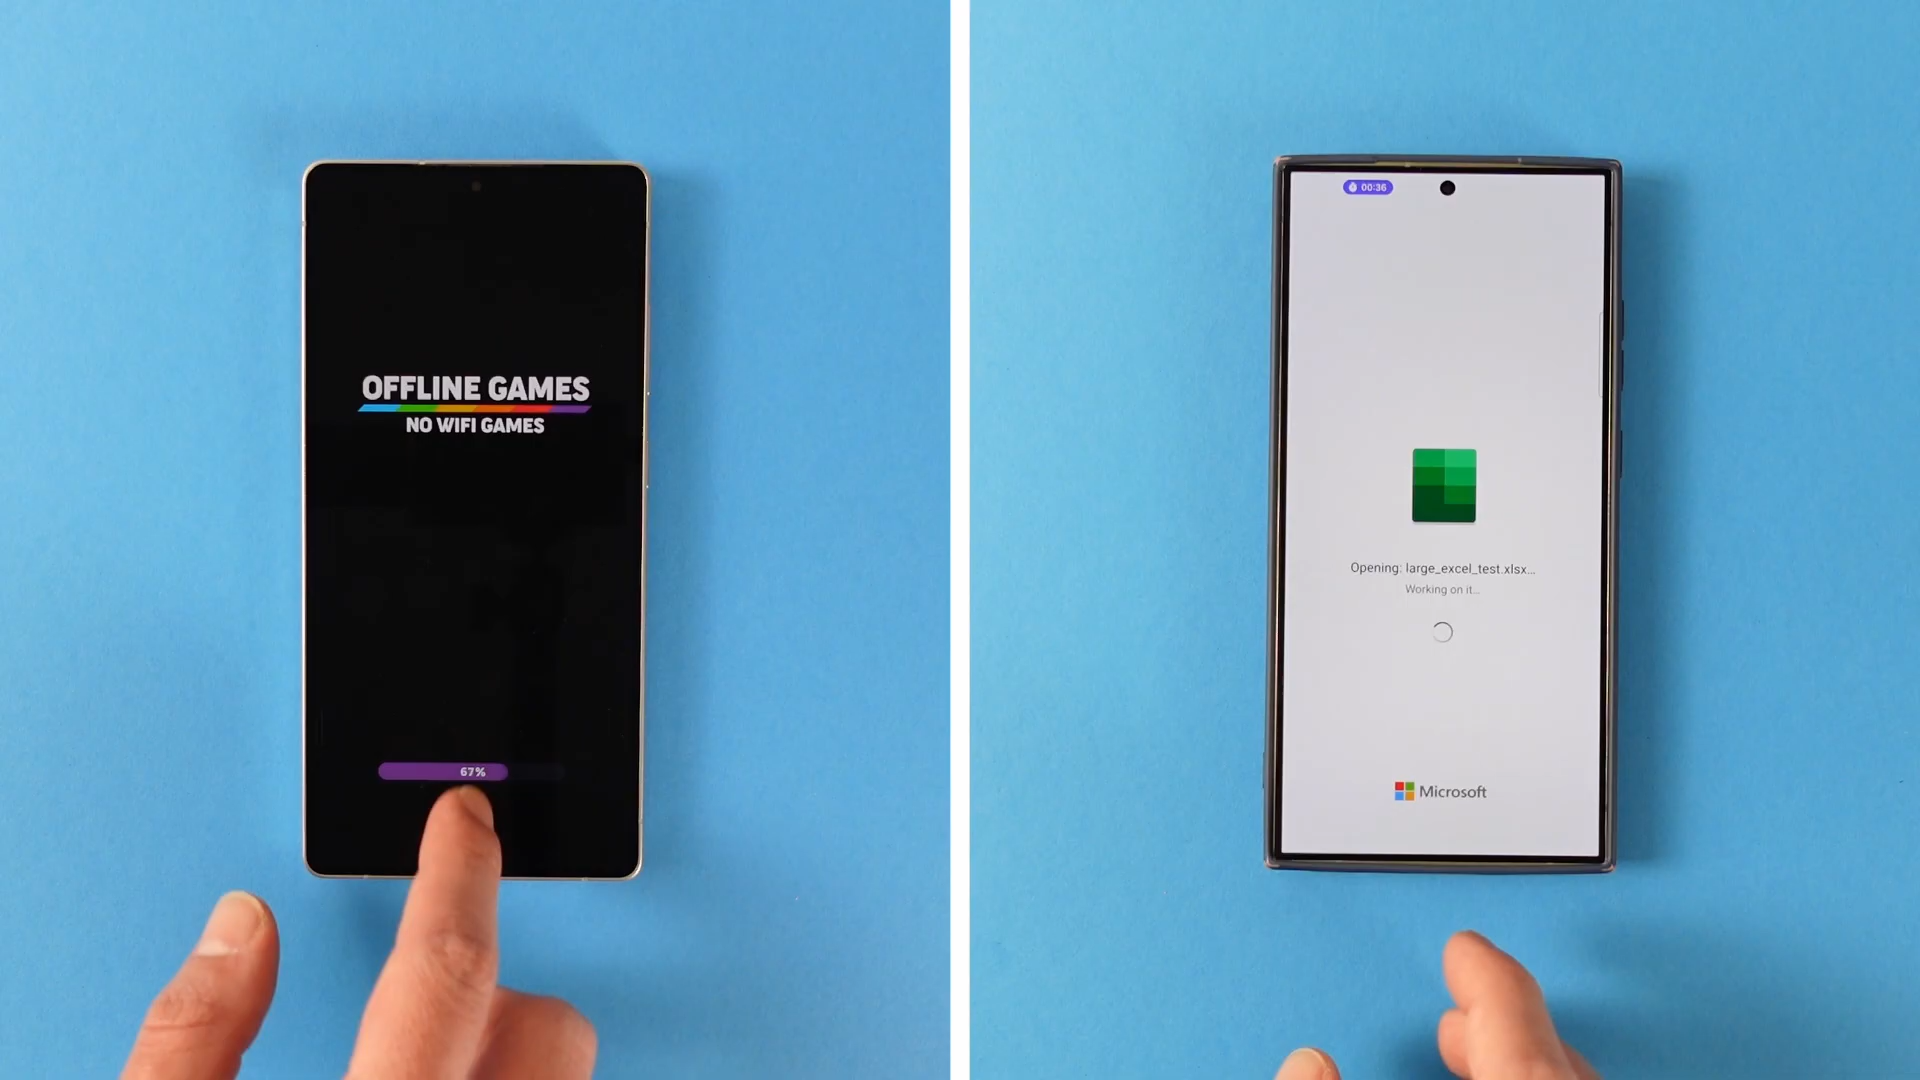 OFFLINE GAMES
NO WIFI GAMES
67%
00:36
Opening: large_excel_test.xlsx...
Working on it...
Microsoft